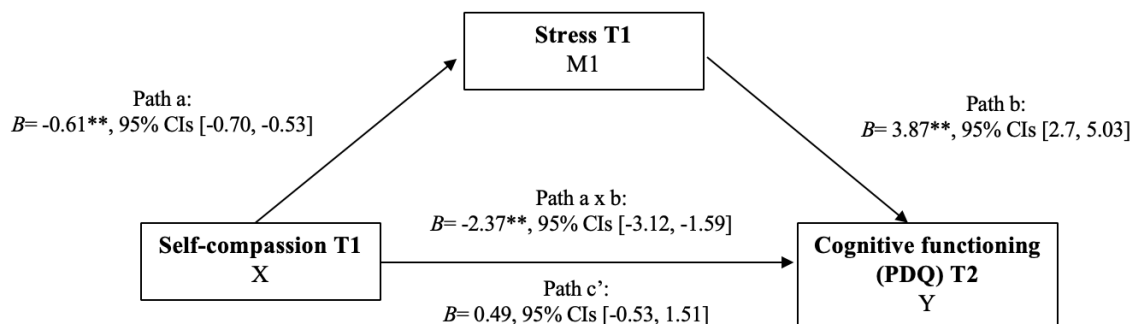 Stress T1
M1
Path a:
B= -0.61**, 95% CIs [-0.70, -0.53]
Path b:
B= 3.87**, 95% CIs [2.7, 5.03]
Path a x b:
B= -2.37**, 95% CIs [-3.12, -1.59]
Self-compassion T1
X
Cognitive functioning
(PDQ) T2
Y
Path c’:
B= 0.49, 95% CIs [-0.53, 1.51]